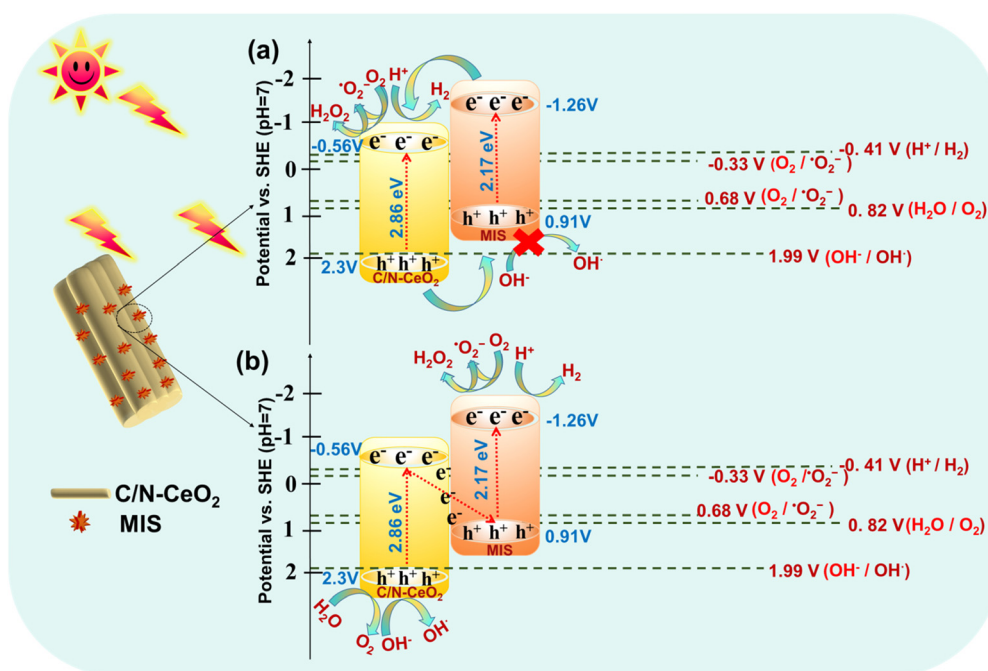 (a)
Potential vs. SHE (pH=7)
-2
-1
0
1
2
H₂O₂
•O₂⁻
O₂
H⁺
H₂
-0.56V
e⁻ e⁻ e⁻
2.86 eV
2.3V
h⁺ h⁺ h⁺
C/N-CeO₂
e⁻ e⁻ e⁻
-1.26V
2.17 eV
h⁺ h⁺ h⁺
MIS
0.91V
OH⁻
OH·
-0. 41 V (H⁺ / H₂)
-0.33 V (O₂ / •O₂⁻ )
0.68 V (O₂ / •O₂⁻ )
0. 82 V (H₂O / O₂)
1.99 V (OH⁻ / OH·)
(b)
Potential vs. SHE (pH=7)
-2
-1
0
1
2
H₂O₂
•O₂⁻
O₂
H⁺
H₂
-0.56V
e⁻ e⁻ e⁻
e⁻
e⁻
e⁻
2.86 eV
2.3V
h⁺ h⁺ h⁺
C/N-CeO₂
e⁻ e⁻ e⁻
-1.26V
2.17 eV
h⁺ h⁺ h⁺
MIS
0.91V
H₂O
O₂
OH⁻
OH·
-0. 41 V (H⁺ / H₂)
-0.33 V (O₂ /•O₂⁻)
0.68 V (O₂ / •O₂⁻ )
0. 82 V (H₂O / O₂)
1.99 V (OH⁻ / OH·)
C/N-CeO₂
MIS